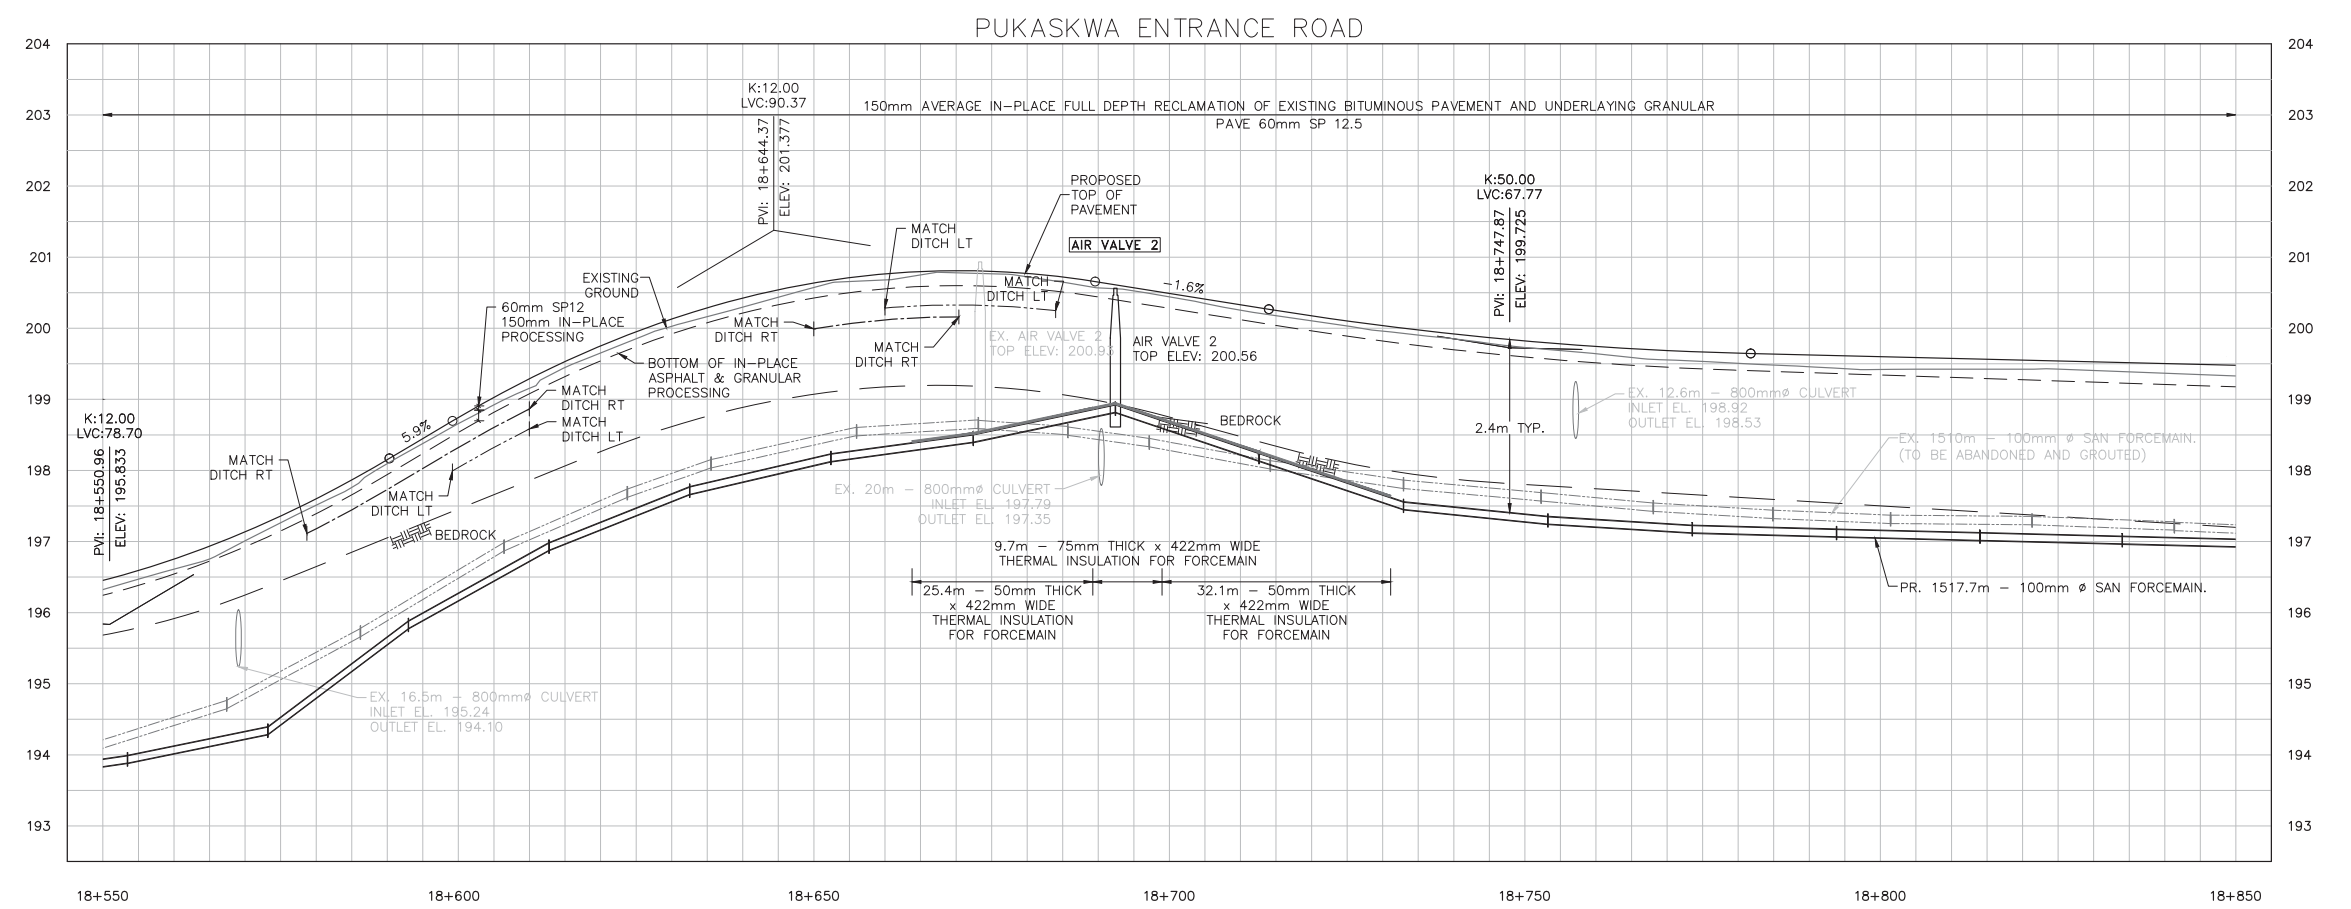 PUKASKWA ENTRANCE ROAD
204
204
K:12.00
LVC:90.37
150mm AVERAGE IN-PLACE FULL DEPTH RECLAMATION OF EXISTING BITUMINOUS PAVEMENT AND UNDERLAYING GRANULAR
203
203
PAVE 60mm SP 12.5
PVI: 18+644.37
ELEV: 201.377
202
202
PROPOSED
TOP OF
PAVEMENT
K:50.00
LVC:67.77
PVI: 18+747.87
ELEV: 199.725
MATCH
DITCH LT
AIR VALVE 2
201
201
EXISTING
GROUND
MATCH
DITCH LT
-1.6%
60mm SP12
150mm IN-PLACE
PROCESSING
MATCH
DITCH RT
200
200
EX. AIR VALVE 2
TOP ELEV: 200.93
AIR VALVE 2
TOP ELEV: 200.56
MATCH
DITCH RT
BOTTOM OF IN-PLACE
ASPHALT & GRANULAR
PROCESSING
MATCH
DITCH RT
199
199
EX. 12.6m - 800mmø CULVERT
INLET EL. 198.92
OUTLET EL. 198.53
K:12.00
LVC:78.70
PVI: 18+550.96
ELEV: 195.833
5.9%
MATCH
DITCH LT
BEDROCK
2.4m TYP.
EX. 1510m - 100mm ø SAN FORCEMAIN.
(TO BE ABANDONED AND GROUTED)
MATCH
DITCH RT
198
198
MATCH
DITCH LT
EX. 20m - 800mmø CULVERT
INLET EL. 197.79
OUTLET EL. 197.35
BEDROCK
197
197
9.7m - 75mm THICK x 422mm WIDE
THERMAL INSULATION FOR FORCEMAIN
25.4m - 50mm THICK
x 422mm WIDE
THERMAL INSULATION
FOR FORCEMAIN
32.1m - 50mm THICK
x 422mm WIDE
THERMAL INSULATION
FOR FORCEMAIN
PR. 1517.7m - 100mm ø SAN FORCEMAIN.
196
196
195
195
EX. 16.5m - 800mmø CULVERT
INLET EL. 195.24
OUTLET EL. 194.10
194
194
193
193
18+550
18+600
18+650
18+700
18+750
18+800
18+850